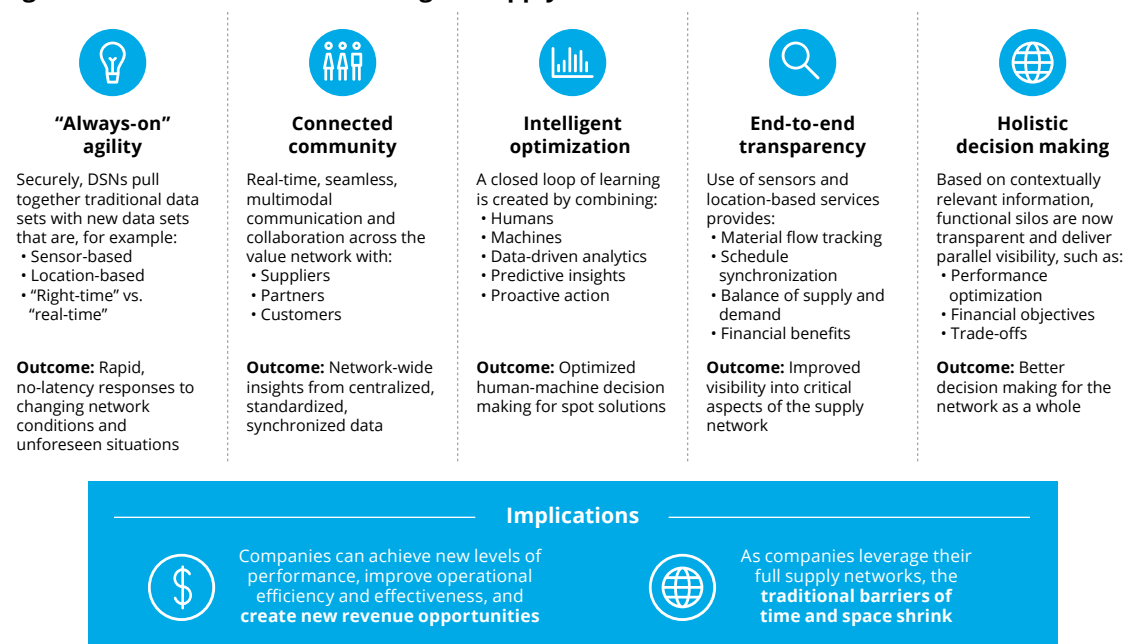 “Always-on”
agility
Securely, DSNs pull
together traditional data
sets with new data sets
that are, for example:
• Sensor-based
• Location-based
• “Right-time” vs.
“real-time”
Outcome: Rapid,
no-latency responses to
changing network
conditions and
unforeseen situations
Connected
community
Real-time, seamless,
multimodal
communication and
collaboration across the
value network with:
• Suppliers
• Partners
• Customers
Outcome: Network-wide
insights from centralized,
standardized,
synchronized data
Intelligent
optimization
A closed loop of learning
is created by combining:
• Humans
• Machines
• Data-driven analytics
• Predictive insights
• Proactive action
Outcome: Optimized
human-machine decision
making for spot solutions
End-to-end
transparency
Use of sensors and
location-based services
provides:
• Material flow tracking
• Schedule
synchronization
• Balance of supply and
demand
• Financial benefits
Outcome: Improved
visibility into critical
aspects of the supply
network
Holistic
decision making
Based on contextually
relevant information,
functional silos are now
transparent and deliver
parallel visibility, such as:
• Performance
optimization
• Financial objectives
• Trade-offs
Outcome: Better
decision making for the
network as a whole
Implications
Companies can achieve new levels of
performance, improve operational
efficiency and effectiveness, and
create new revenue opportunities
As companies leverage their
full supply networks, the
traditional barriers of
time and space shrink